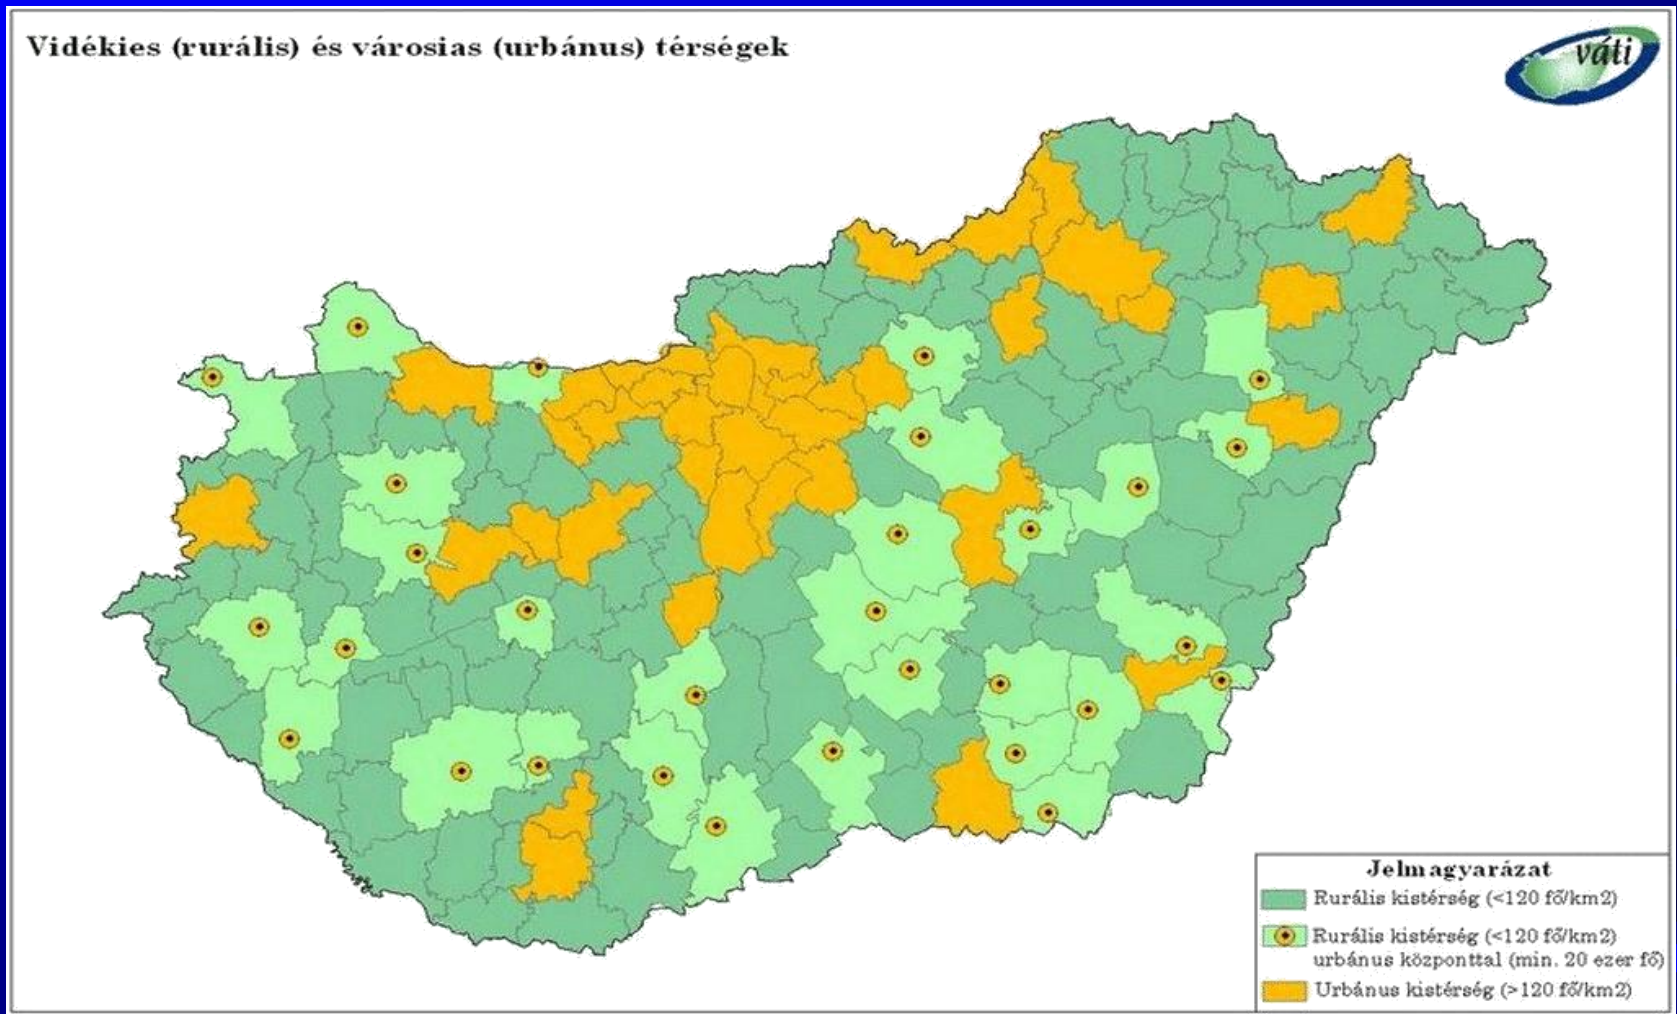 Vidékies (rurális) és városias (urbánus) térségek
váti
Jelmagyarázat
Rurális kistérség (<120 fő/km2)
Rurális kistérség (<120 fő/km2)
urbánus központtal (min. 20 ezer fő)
Urbánus kistérség (>120 fő/km2)